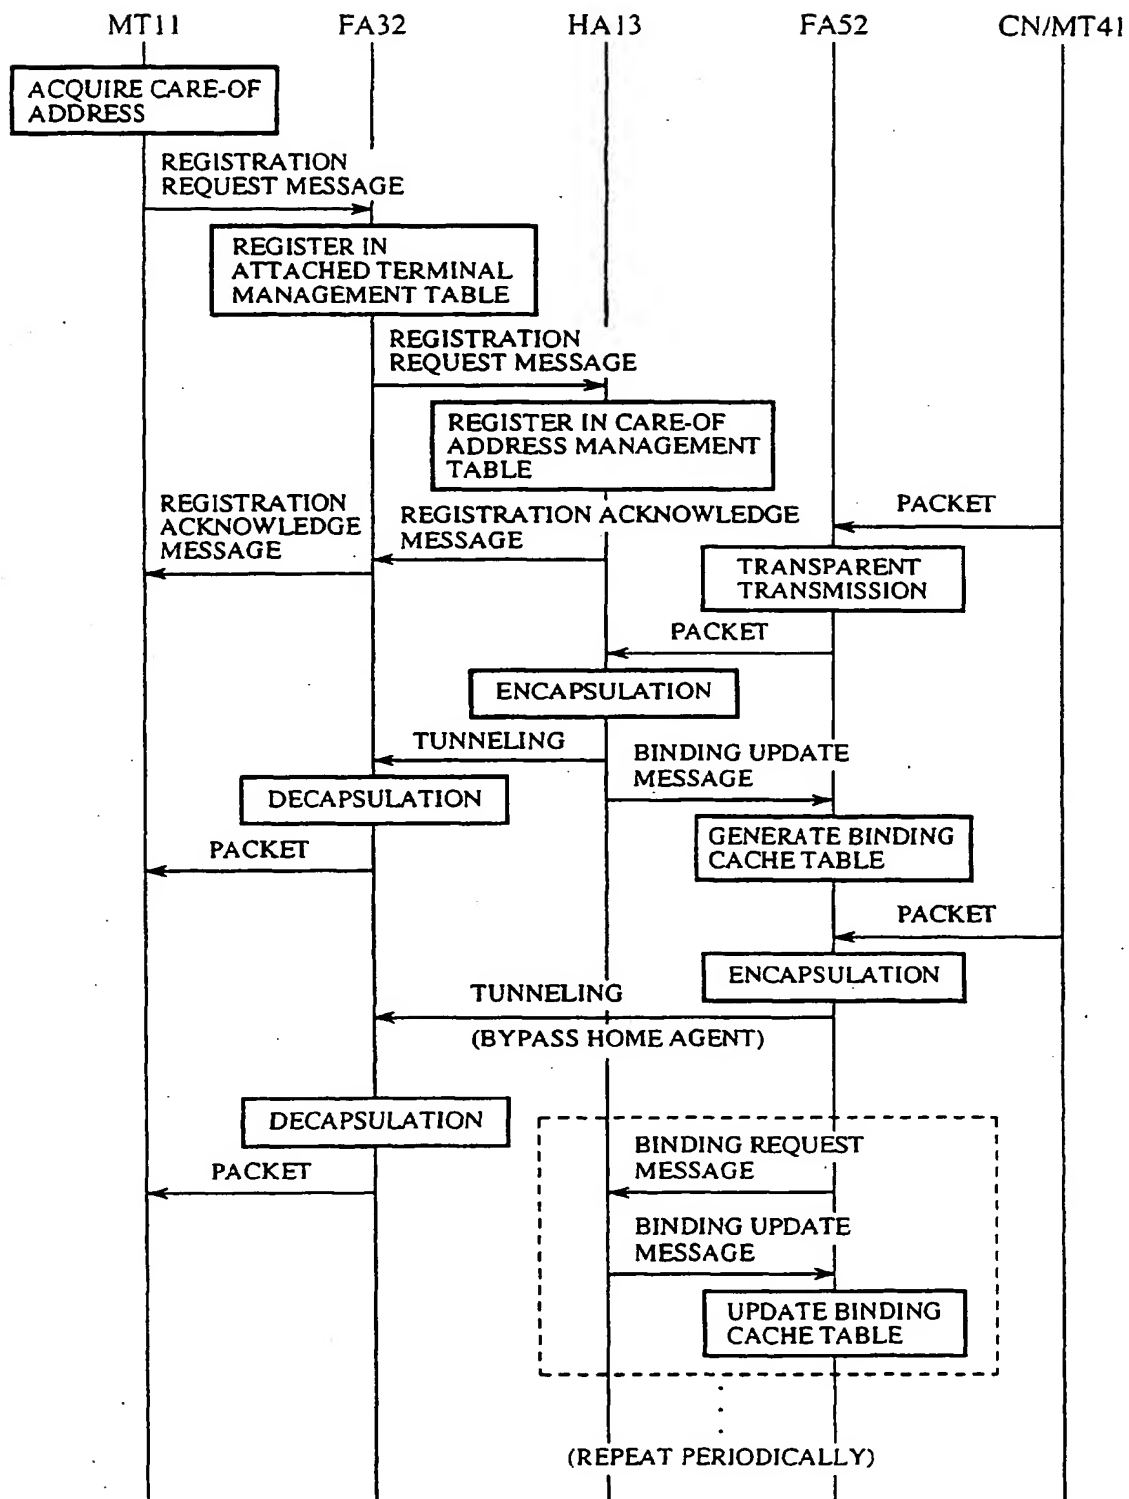 MT11 FA32 HA13 FA52 CN/MT41
ACQUIRE CARE-OF
ADDRESS
REGISTRATION
REQUEST MESSAGE
REGISTER IN
ATTACHED TERMINAL
MANAGEMENT TABLE
REGISTRATION
REQUEST MESSAGE
REGISTER IN CARE-OF
ADDRESS MANAGEMENT
TABLE
REGISTRATION
ACKNOWLEDGE
MESSAGE
REGISTRATION ACKNOWLEDGE
MESSAGE
PACKET
TRANSPARENT
TRANSMISSION
PACKET
ENCAPSULATION
TUNNELING
BINDING UPDATE
MESSAGE
DECAPSULATION
GENERATE BINDING
CACHE TABLE
PACKET
PACKET
ENCAPSULATION
TUNNELING
(BYPASS HOME AGENT)
DECAPSULATION
BINDING REQUEST
MESSAGE
PACKET
BINDING UPDATE
MESSAGE
UPDATE BINDING
CACHE TABLE
(REPEAT PERIODICALLY)